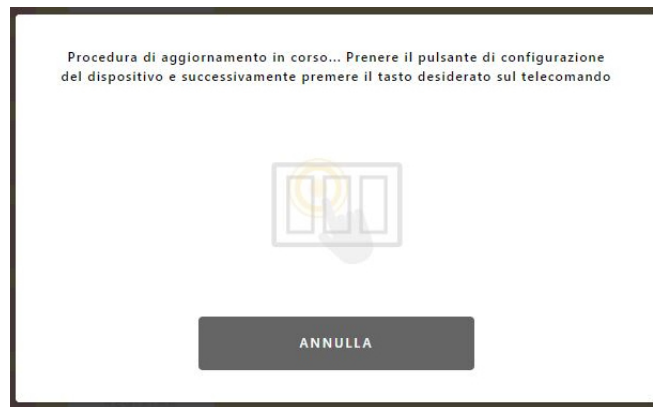 Procedura di aggiornamento in corso... Prenere il pulsante di configurazione
del dispositivo e successivamente premere il tasto desiderato sul telecomando
ANNULLA